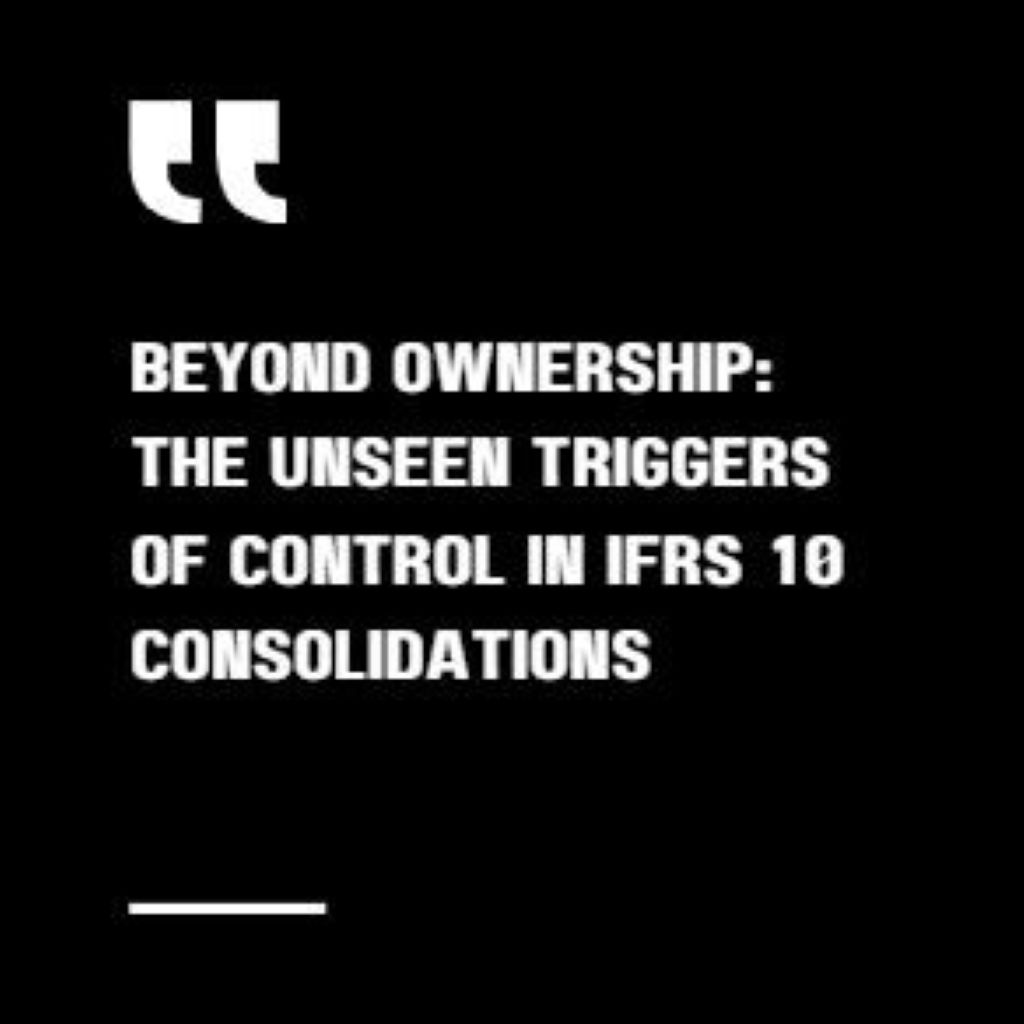 "
BEYOND OWNERSHIP:
THE UNSEEN TRIGGERS
OF CONTROL IN IFRS 10
CONSOLIDATIONS